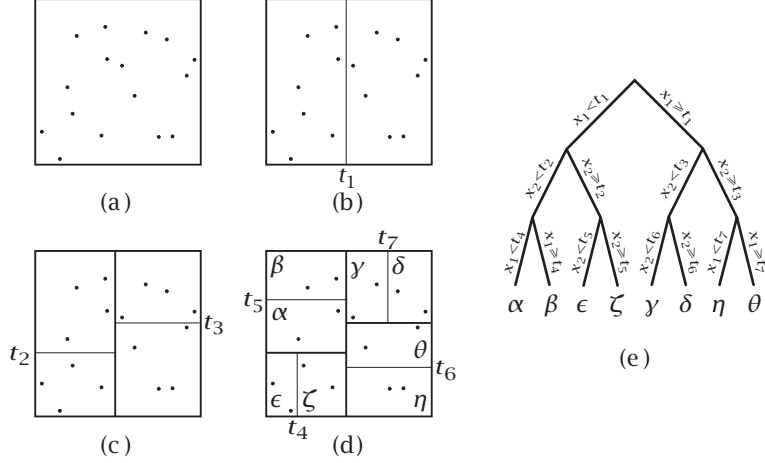 t₁
(a)
(b)
t₂
t₃
(c)
t₇
β
γ
δ
t₅
α
θ
t₆
ϵ
ζ
η
t₄
(d)
x₁<t₁
x₁⩾t₁
x₂<t₂
x₂⩾t₂
x₂<t₃
x₂⩾t₃
x₁<t₄
x₁⩾t₄
x₂<t₅
x₂⩾t₅
x₂<t₆
x₂⩾t₆
x₁<t₇
x₁⩾t₇
α β ϵ ζ γ δ η θ
(e)